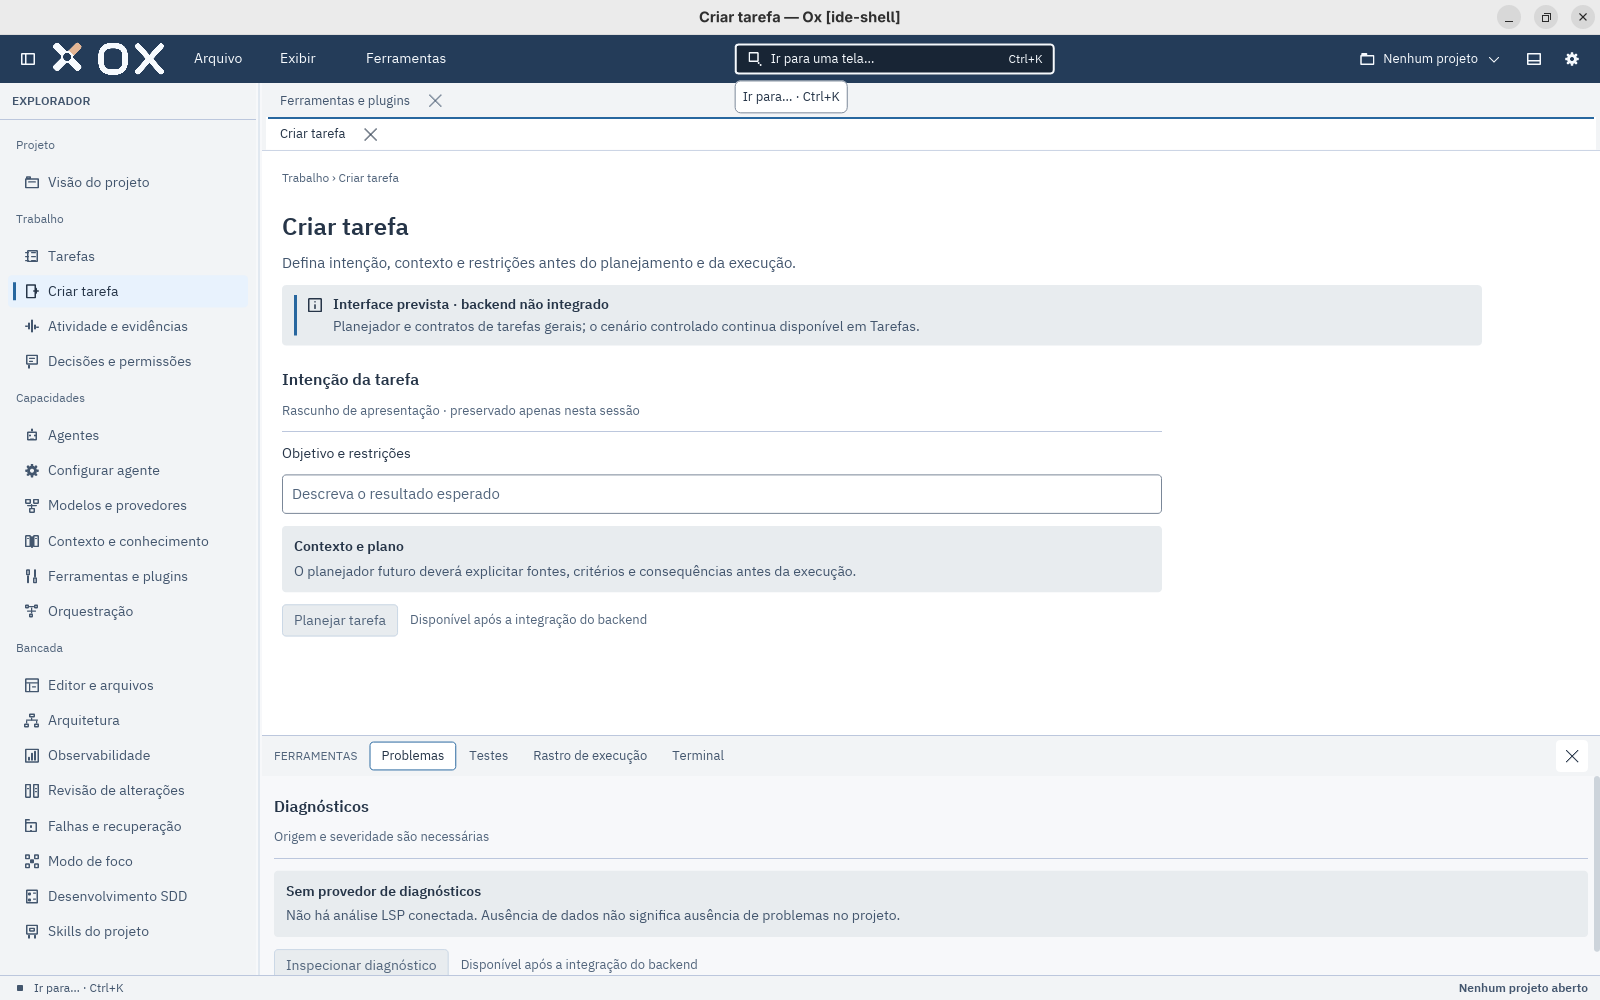 Criar tarefa — Ox [ide-shell]
OX Arquivo Exibir Ferramentas Ir para uma tela... Ctrl+K Nenhum projeto
Ir para... · Ctrl+K
EXPLORADOR
Projeto
Visão do projeto
Trabalho
Tarefas
Criar tarefa
Atividade e evidências
Decisões e permissões
Capacidades
Agentes
Configurar agente
Modelos e provedores
Contexto e conhecimento
Ferramentas e plugins
Orquestração
Bancada
Editor e arquivos
Arquitetura
Observabilidade
Revisão de alterações
Falhas e recuperação
Modo de foco
Desenvolvimento SDD
Skills do projeto
Ferramentas e plugins
Criar tarefa
Trabalho › Criar tarefa
Criar tarefa
Defina intenção, contexto e restrições antes do planejamento e da execução.
Interface prevista · backend não integrado
Planejador e contratos de tarefas gerais; o cenário controlado continua disponível em Tarefas.
Intenção da tarefa
Rascunho de apresentação · preservado apenas nesta sessão
Objetivo e restrições
Descreva o resultado esperado
Contexto e plano
O planejador futuro deverá explicitar fontes, critérios e consequências antes da execução.
Planejar tarefa Disponível após a integração do backend
FERRAMENTAS Problemas Testes Rastro de execução Terminal
Diagnósticos
Origem e severidade são necessárias
Sem provedor de diagnósticos
Não há análise LSP conectada. Ausência de dados não significa ausência de problemas no projeto.
Inspecionar diagnóstico Disponível após a integração do backend
Ir para... · Ctrl+K Nenhum projeto aberto